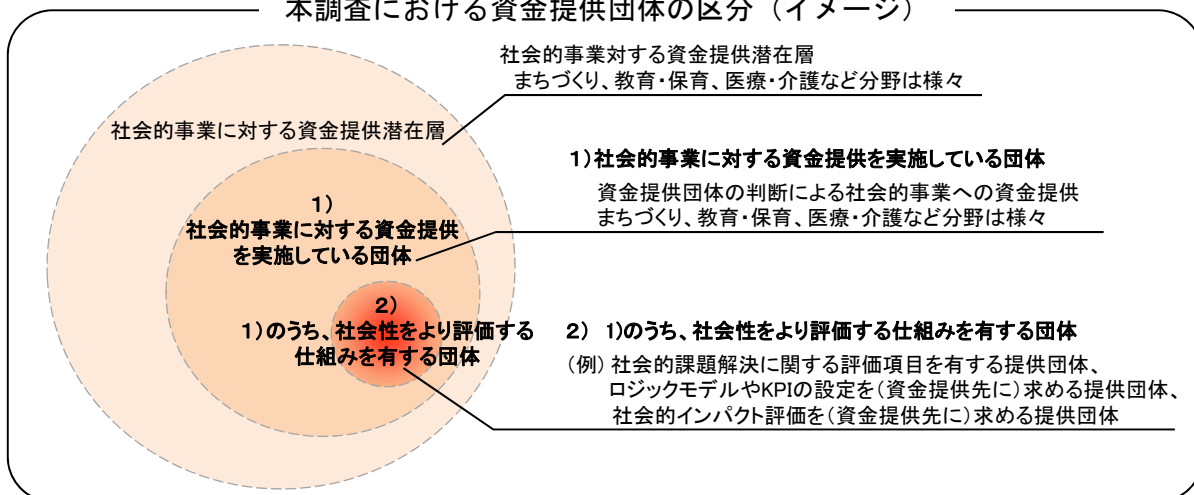 本調査における資金提供団体の区分（イメージ）
社会的事業対する資金提供潜在層
まちづくり、教育・保育、医療・介護など分野は様々
社会的事業に対する資金提供潜在層
1）社会的事業に対する資金提供を実施している団体
資金提供団体の判断による社会的事業への資金提供
まちづくり、教育・保育、医療・介護など分野は様々
1）
社会的事業に対する資金提供
を実施している団体
2）
1）のうち、社会性をより評価する
仕組みを有する団体
2） 1）のうち、社会性をより評価する仕組みを有する団体
（例）社会的課題解決に関する評価項目を有する提供団体、
ロジックモデルやKPIの設定を（資金提供先に）求める提供団体、
社会的インパクト評価を（資金提供先に）求める提供団体